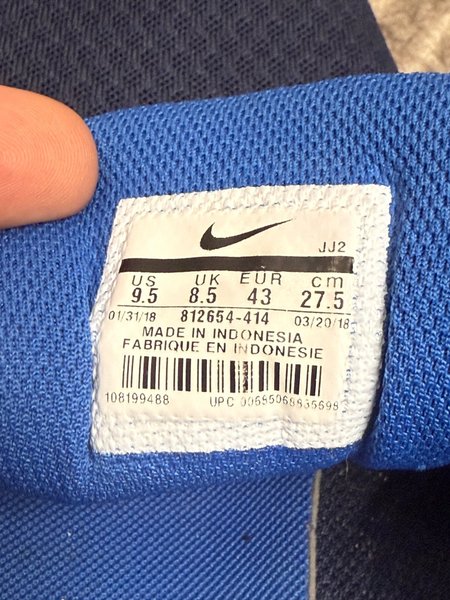 JJ2
US UK EUR cm
9.5 8.5 43 27.5
01/31/18 812654-414 03/20/18
MADE IN INDONESIA
FABRIQUE EN INDONESIE
108199488 UPC